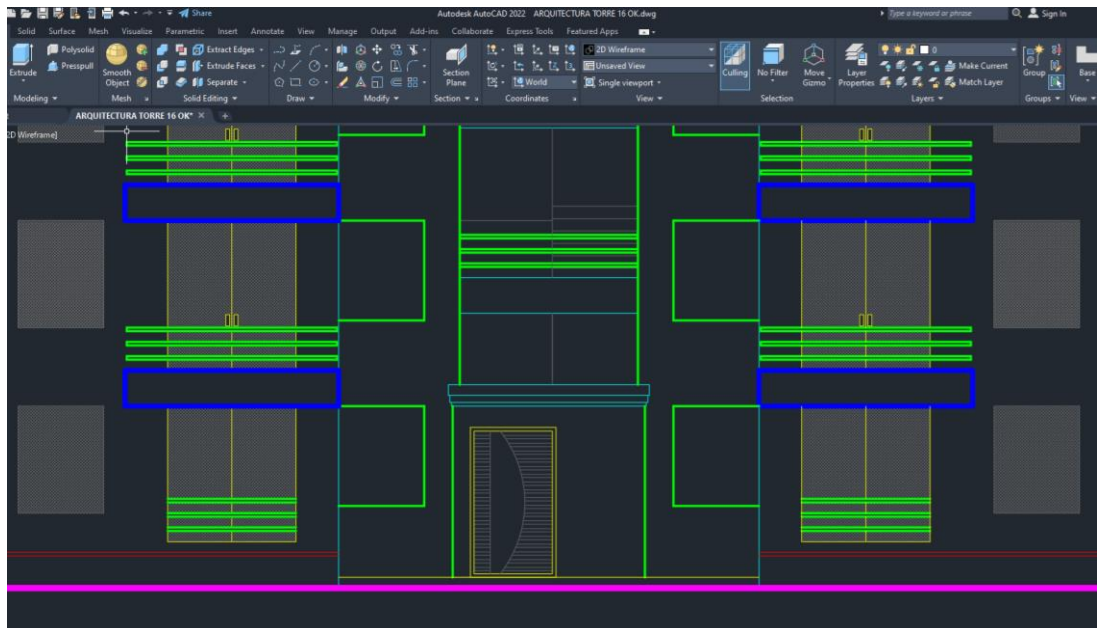 Share
Autodesk AutoCAD 2022 ARQUITECTURA TORRE 16 OK.dwg
Type a keyword or phrase
Sign In
Solid Surface Mesh Visualize Parametric Insert Annotate View Manage Output Add-ins Collaborate Express Tools Featured Apps
Polysolid
Extract Edges
2D Wireframe
0
Presspull
Extrude Faces
Unsaved View
Make Current
Extrude
Smooth Object
Separate
Section Plane
World
Single viewport
Culling
No Filter
Move Gizmo
Layer Properties
Match Layer
Group
Base
Modeling
Mesh
Solid Editing
Draw
Modify
Section
Coordinates
View
Selection
Layers
Groups
View
ARQUITECTURA TORRE 16 OK*
2D Wireframe]